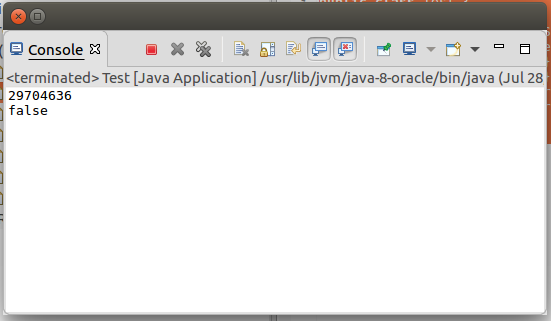 Console
<terminated> Test [Java Application] /usr/lib/jvm/java-8-oracle/bin/java (Jul 28
29704636
false